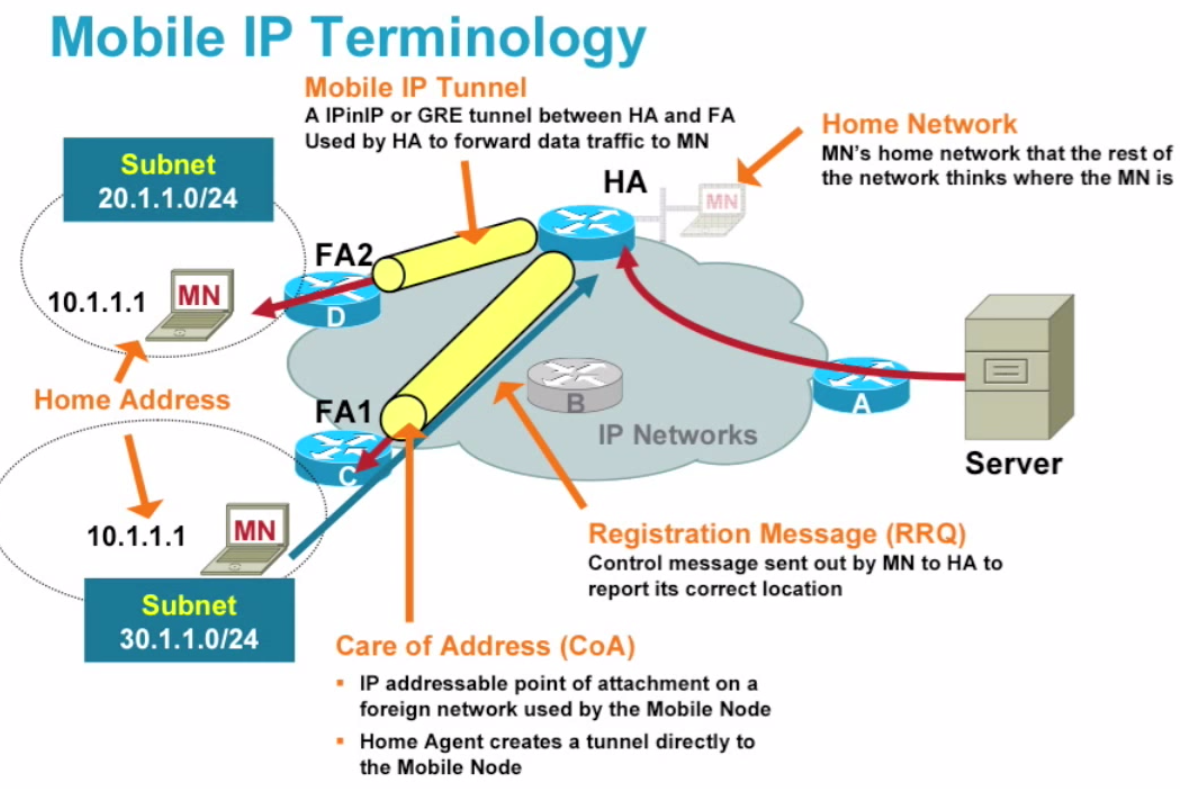 Mobile IP Terminology
Mobile IP Tunnel
A IPinIP or GRE tunnel between HA and FA
Used by HA to forward data traffic to MN
Home Network
MN's home network that the rest of
the network thinks where the MN is
Subnet
20.1.1.0/24
HA
MN
FA2
10.1.1.1
MN
D
Home Address
FA1
B
A
IP Networks
C
Server
10.1.1.1
MN
Registration Message (RRQ)
Control message sent out by MN to HA to
report its correct location
Subnet
30.1.1.0/24
Care of Address (CoA)
▪ IP addressable point of attachment on a
foreign network used by the Mobile Node
▪ Home Agent creates a tunnel directly to
the Mobile Node